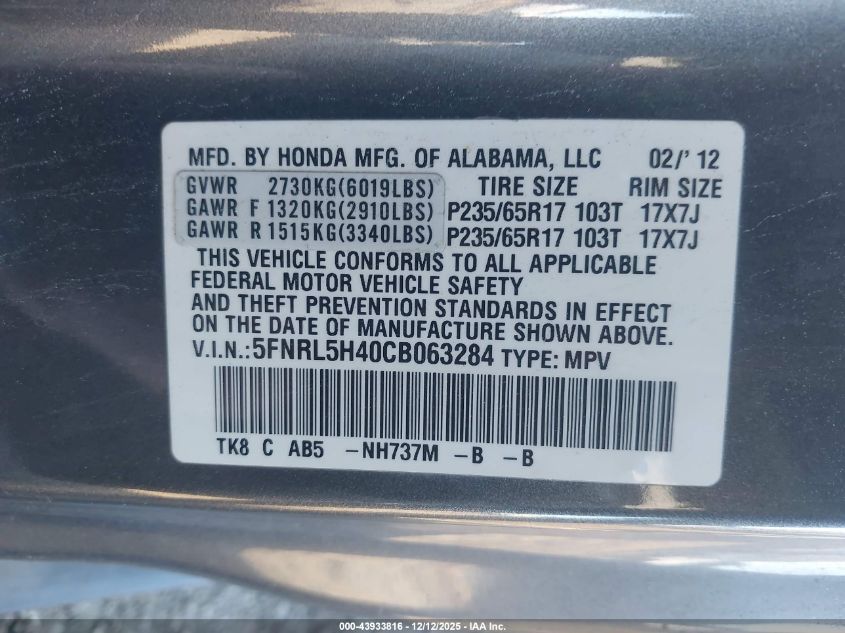 MFD. BY HONDA MFG. OF ALABAMA, LLC 02/' 12
GVWR 2730KG(6019LBS) TIRE SIZE RIM SIZE
GAWR F 1320KG(2910LBS) P235/65R17 103T 17X7J
GAWR R 1515KG(3340LBS) P235/65R17 103T 17X7J
THIS VEHICLE CONFORMS TO ALL APPLICABLE
FEDERAL MOTOR VEHICLE SAFETY
AND THEFT PREVENTION STANDARDS IN EFFECT
ON THE DATE OF MANUFACTURE SHOWN ABOVE.
V.I.N.:5FNRL5H40CB063284 TYPE: MPV
TK8 C AB5 -NH737M -B -B
000-43933816 - 12/12/2025 - IAA Inc.